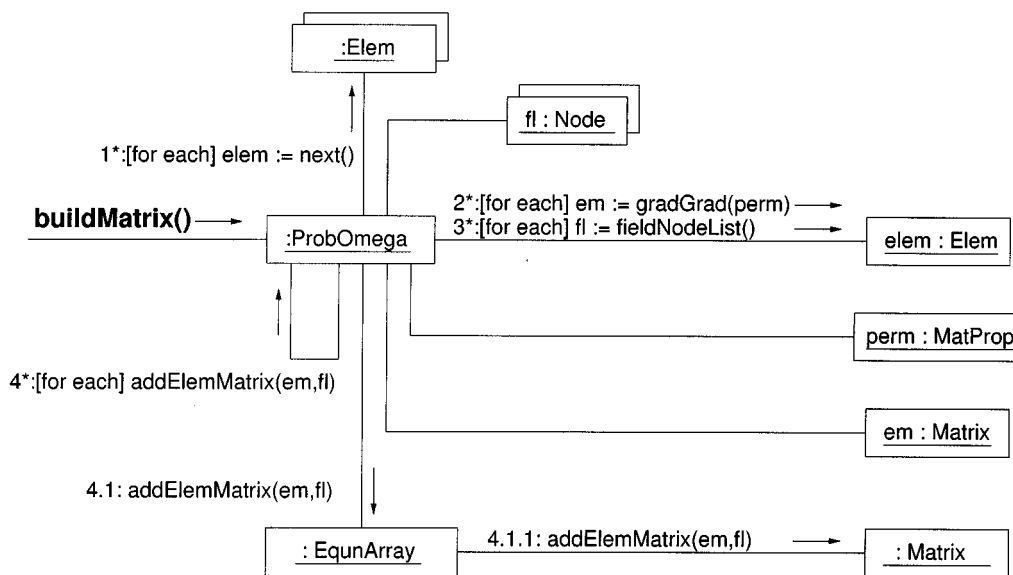 :Elem
fl : Node
1*:[for each] elem := next()
buildMatrix()
2*:[for each] em := gradGrad(perm)
3*:[for each] fl := fieldNodeList()
:ProbOmega
elem : Elem
perm : MatProp
4*:[for each] addElemMatrix(em,fl)
em : Matrix
4.1: addElemMatrix(em,fl)
: EqunArray
4.1.1: addElemMatrix(em,fl)
: Matrix